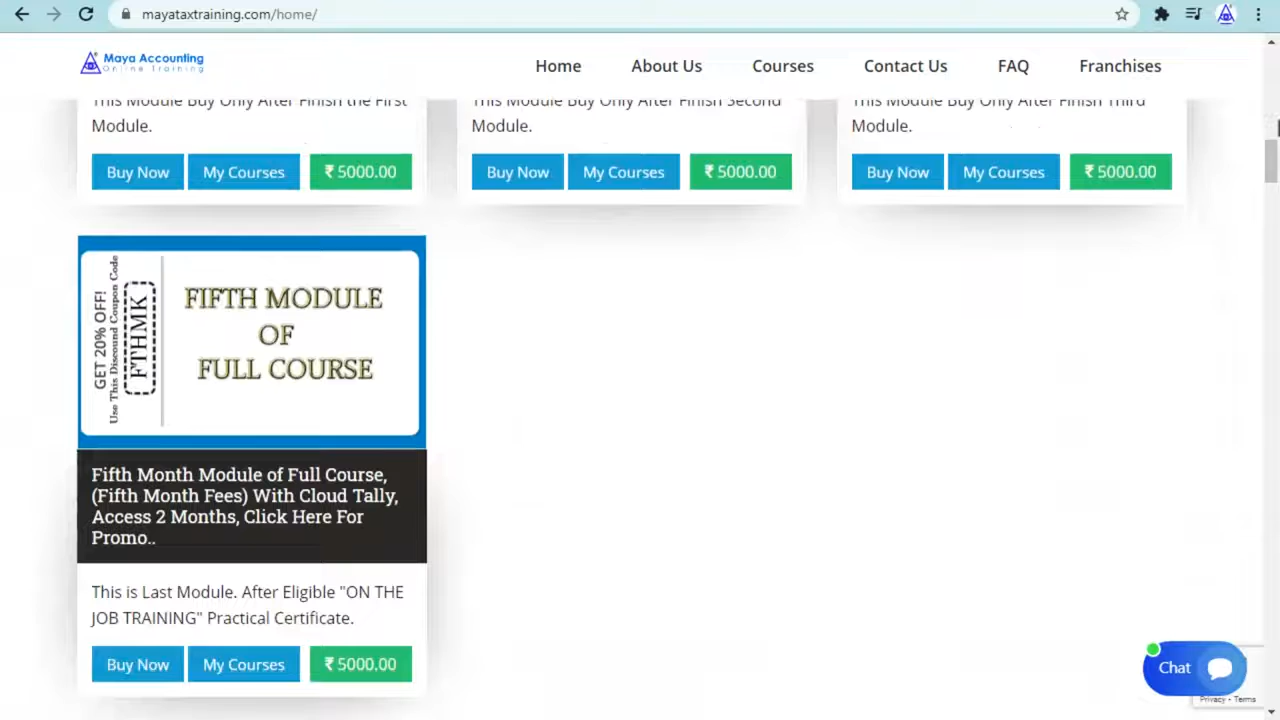 mayataxtraining.com/home/
Maya Accounting
Online Training
Home
About Us
Courses
Contact Us
FAQ
Franchises
This Module Buy Only After Finish the First
Module.
Buy Now
My Courses
₹ 5000.00
This Module Buy Only After Finish Second
Module.
Buy Now
My Courses
₹ 5000.00
This Module Buy Only After Finish Third
Module.
Buy Now
My Courses
₹ 5000.00
GET 20% OFF!
Use This Discound Coupon Code
FTHMK
FIFTH MODULE
OF
FULL COURSE
Fifth Month Module of Full Course,
(Fifth Month Fees) With Cloud Tally,
Access 2 Months, Click Here For
Promo..
This is Last Module. After Eligible "ON THE
JOB TRAINING" Practical Certificate.
Buy Now
My Courses
₹ 5000.00
Chat
Privacy - Terms